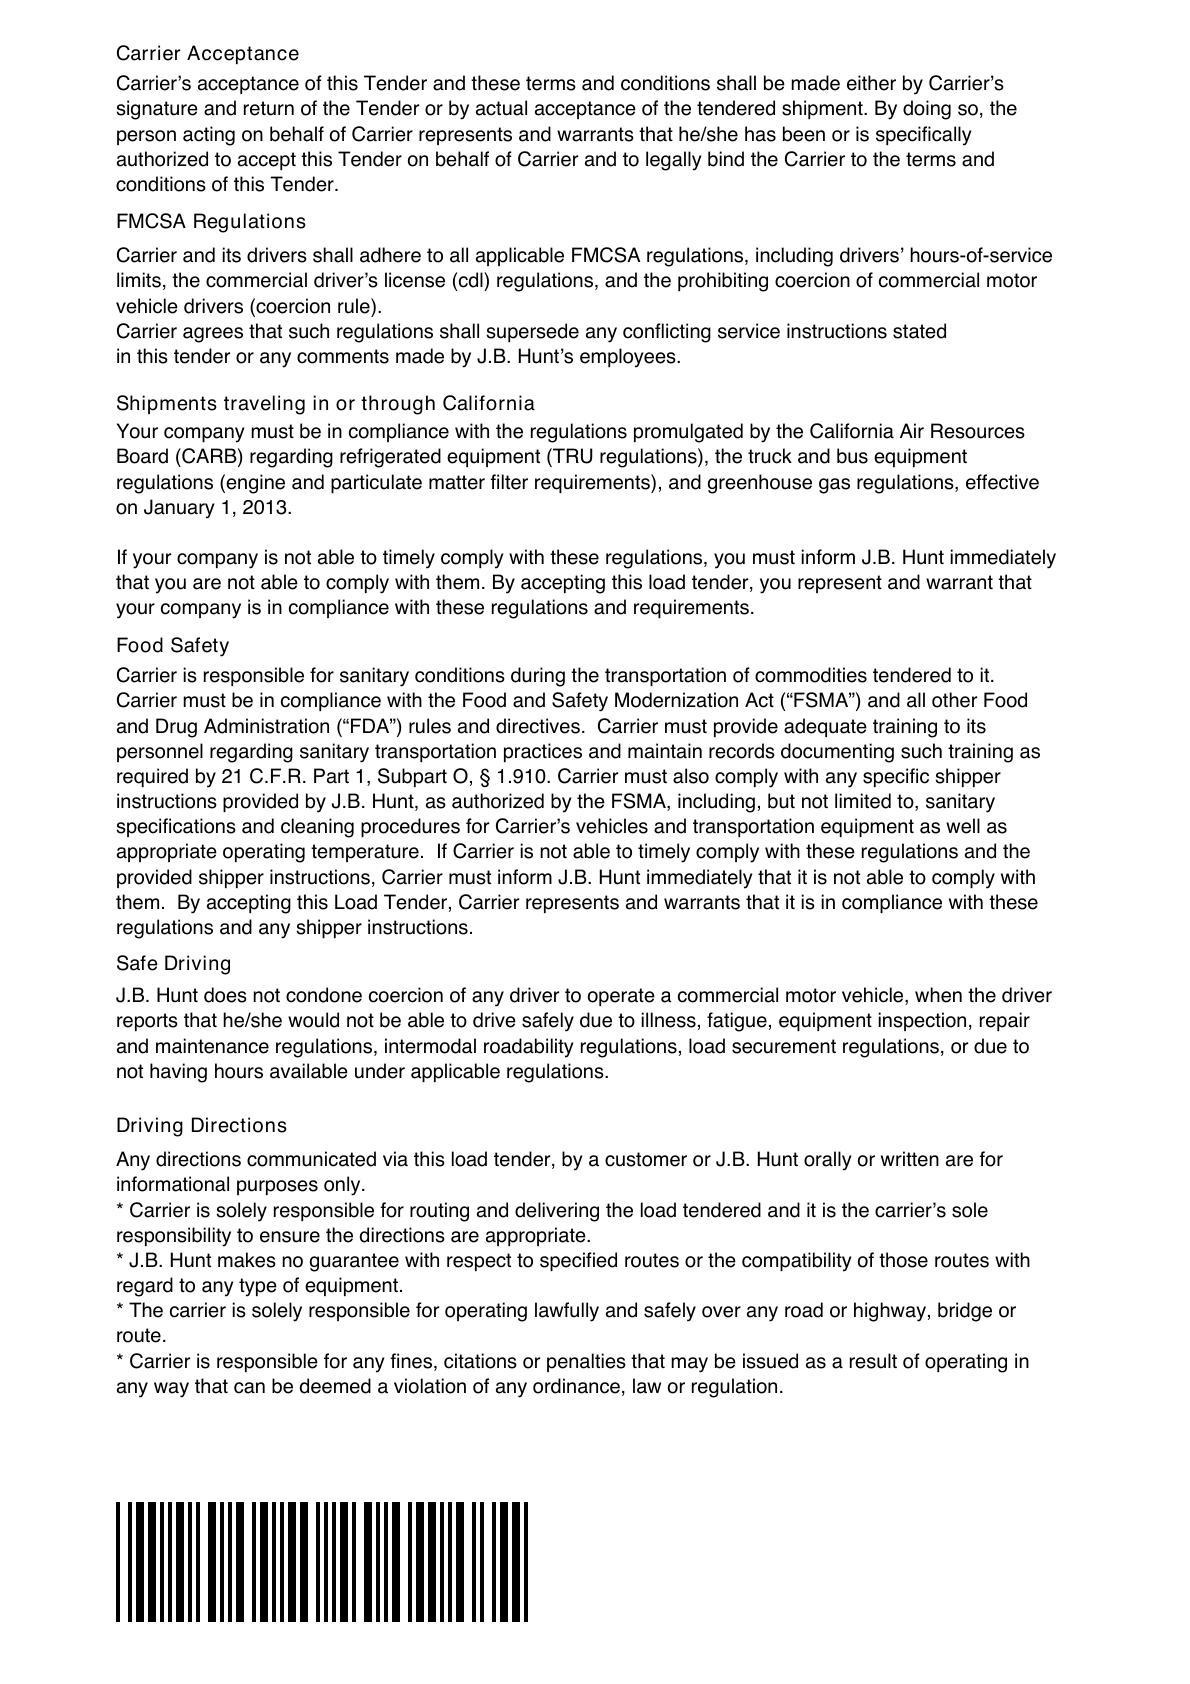 Carrier Acceptance
Carrier’s acceptance of this Tender and these terms and conditions shall be made either by Carrier’s
signature and return of the Tender or by actual acceptance of the tendered shipment. By doing so, the
person acting on behalf of Carrier represents and warrants that he/she has been or is specifically
authorized to accept this Tender on behalf of Carrier and to legally bind the Carrier to the terms and
conditions of this Tender.
FMCSA Regulations
Carrier and its drivers shall adhere to all applicable FMCSA regulations, including drivers’ hours-of-service
limits, the commercial driver’s license (cdl) regulations, and the prohibiting coercion of commercial motor
vehicle drivers (coercion rule).
Carrier agrees that such regulations shall supersede any conflicting service instructions stated
in this tender or any comments made by J.B. Hunt’s employees.
Shipments traveling in or through California
Your company must be in compliance with the regulations promulgated by the California Air Resources
Board (CARB) regarding refrigerated equipment (TRU regulations), the truck and bus equipment
regulations (engine and particulate matter filter requirements), and greenhouse gas regulations, effective
on January 1, 2013.
If your company is not able to timely comply with these regulations, you must inform J.B. Hunt immediately
that you are not able to comply with them. By accepting this load tender, you represent and warrant that
your company is in compliance with these regulations and requirements.
Food Safety
Carrier is responsible for sanitary conditions during the transportation of commodities tendered to it.
Carrier must be in compliance with the Food and Safety Modernization Act (“FSMA”) and all other Food
and Drug Administration (“FDA”) rules and directives.  Carrier must provide adequate training to its
personnel regarding sanitary transportation practices and maintain records documenting such training as
required by 21 C.F.R. Part 1, Subpart O, § 1.910. Carrier must also comply with any specific shipper
instructions provided by J.B. Hunt, as authorized by the FSMA, including, but not limited to, sanitary
specifications and cleaning procedures for Carrier’s vehicles and transportation equipment as well as
appropriate operating temperature.  If Carrier is not able to timely comply with these regulations and the
provided shipper instructions, Carrier must inform J.B. Hunt immediately that it is not able to comply with
them.  By accepting this Load Tender, Carrier represents and warrants that it is in compliance with these
regulations and any shipper instructions.
Safe Driving
J.B. Hunt does not condone coercion of any driver to operate a commercial motor vehicle, when the driver
reports that he/she would not be able to drive safely due to illness, fatigue, equipment inspection, repair
and maintenance regulations, intermodal roadability regulations, load securement regulations, or due to
not having hours available under applicable regulations.
Driving Directions
Any directions communicated via this load tender, by a customer or J.B. Hunt orally or written are for
informational purposes only.
* Carrier is solely responsible for routing and delivering the load tendered and it is the carrier’s sole
responsibility to ensure the directions are appropriate.
* J.B. Hunt makes no guarantee with respect to specified routes or the compatibility of those routes with
regard to any type of equipment.
* The carrier is solely responsible for operating lawfully and safely over any road or highway, bridge or
route.
* Carrier is responsible for any fines, citations or penalties that may be issued as a result of operating in
any way that can be deemed a violation of any ordinance, law or regulation.